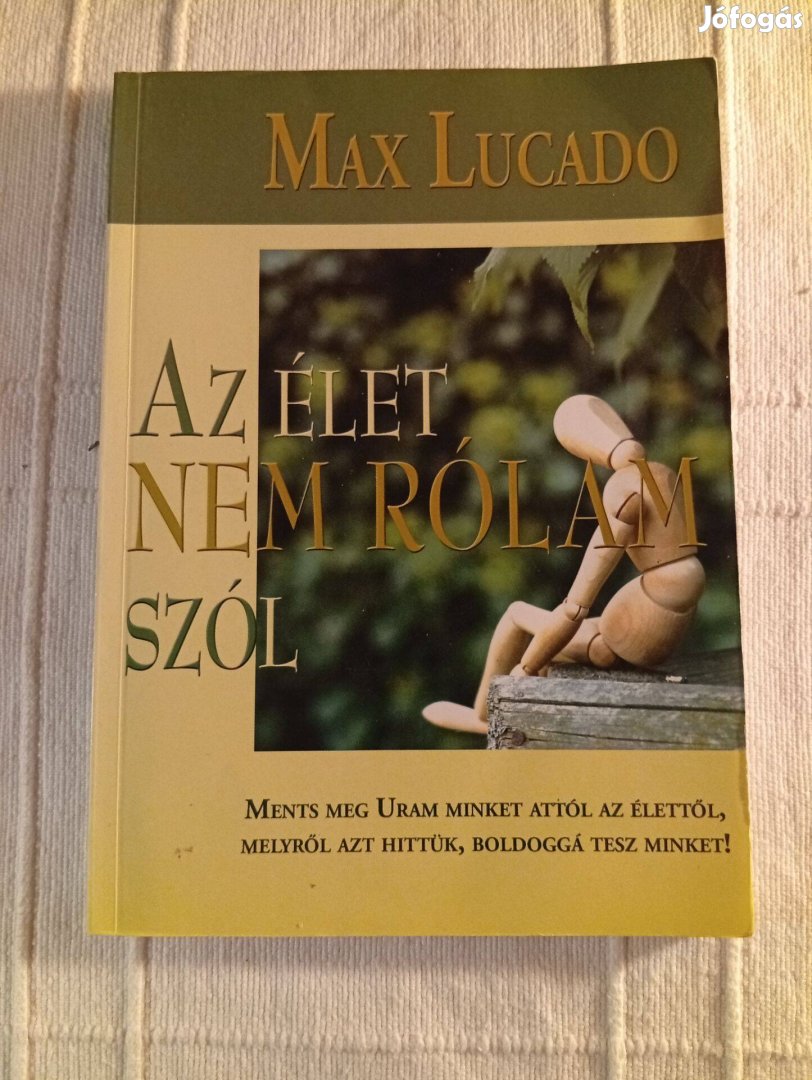 Jófogás
MAX LUCADO
AZ ÉLET
NEM RÓLAM
SZÓL
MENTS MEG URAM MINKET ATTÓL AZ ÉLETTŐL,
MELYRŐL AZT HITTÜK, BOLDOGGÁ TESZ MINKET!